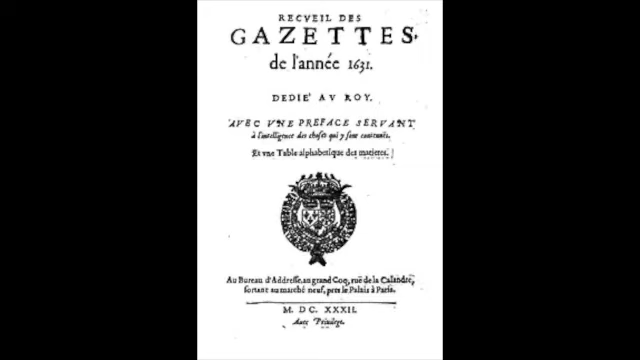 RECVEIL DES
GAZETTES.
de l'année 1631.
DEDIE' AV ROY.
AVEC VNE PREFACE SERVANT
à l'intelligence des choses qui y sont contenuës.
Et vne Table alphabetique des matieres.
Au Bureau d'Addresse, au grand Coq, ruë de la Calandre,
sortant au marché neuf, pres le Palais à Paris.
M. DC. XXXII.
Auec Priuilege.